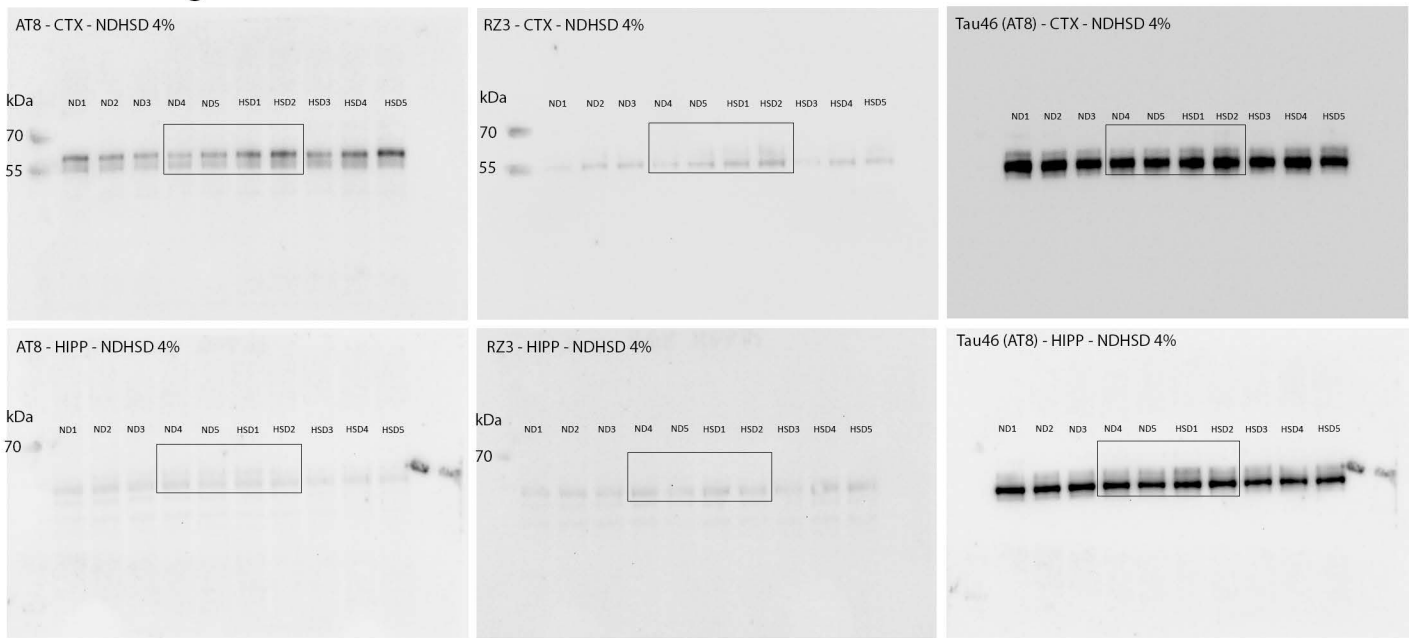 AT8 - CTX - NDHSD 4%
kDa
ND1 ND2 ND3 ND4 ND5 HSD1 HSD2 HSD3 HSD4 HSD5
70
55
RZ3 - CTX - NDHSD 4%
kDa
ND1 ND2 ND3 ND4 ND5 HSD1 HSD2 HSD3 HSD4 HSD5
70
55
Tau46 (AT8) - CTX - NDHSD 4%
ND1 ND2 ND3 ND4 ND5 HSD1 HSD2 HSD3 HSD4 HSD5
AT8 - HIPP - NDHSD 4%
kDa
ND1 ND2 ND3 ND4 ND5 HSD1 HSD2 HSD3 HSD4 HSD5
70
RZ3 - HIPP - NDHSD 4%
kDa
ND1 ND2 ND3 ND4 ND5 HSD1 HSD2 HSD3 HSD4 HSD5
70
Tau46 (AT8) - HIPP - NDHSD 4%
ND1 ND2 ND3 ND4 ND5 HSD1 HSD2 HSD3 HSD4 HSD5